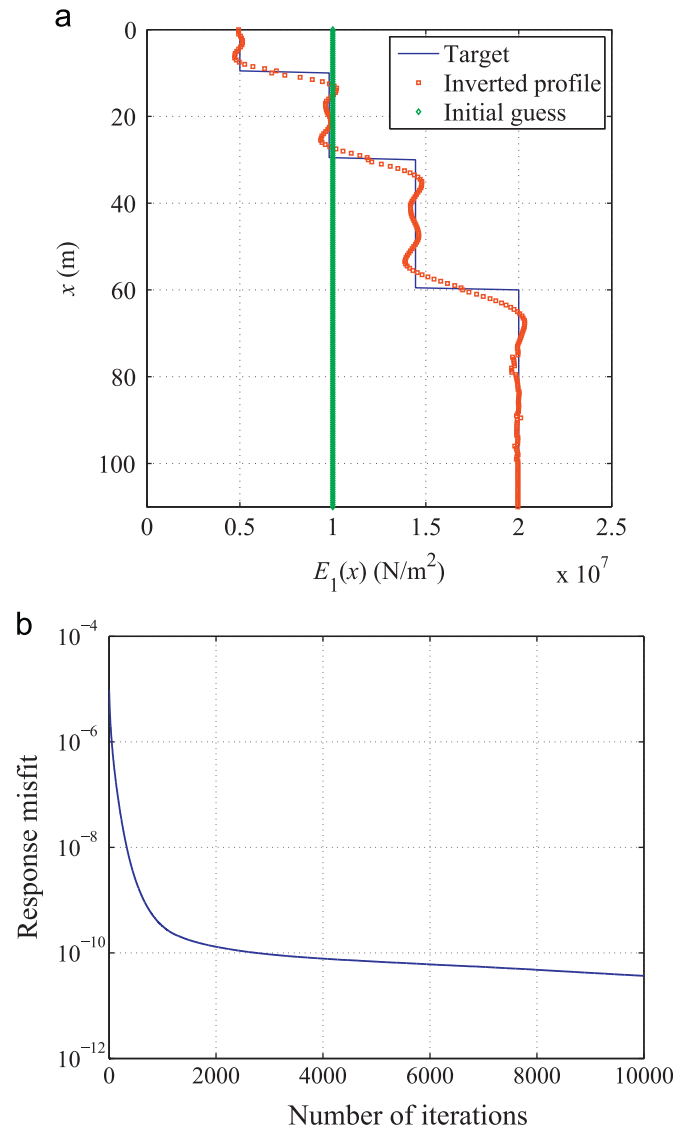 a
0
20
40
60
80
100
x (m)
Target
Inverted profile
Initial guess
0 0.5 1 1.5 2 2.5
E₁(x) (N/m²) x 10⁷
b
10⁻⁴
10⁻⁶
10⁻⁸
10⁻¹⁰
10⁻¹²
Response misfit
0 2000 4000 6000 8000 10000
Number of iterations